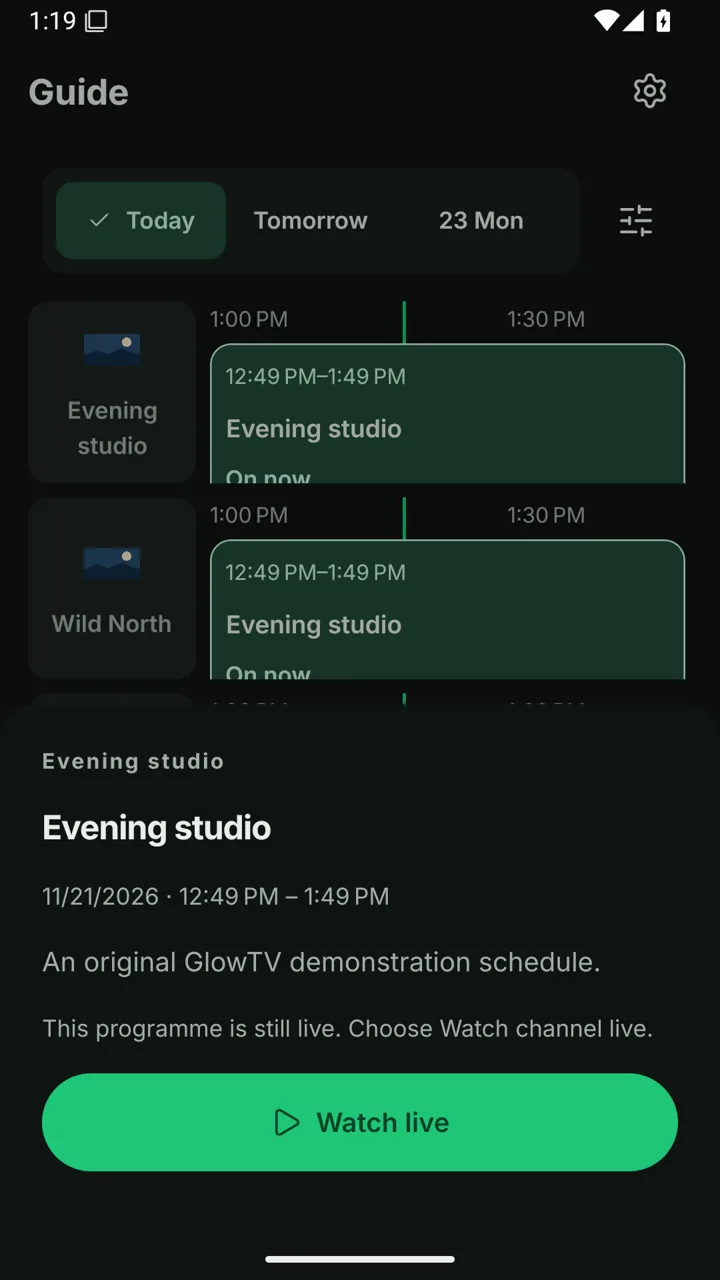 1:19
Guide
Today
Tomorrow
23 Mon
Evening
studio
1:00 PM
1:30 PM
12:49 PM–1:49 PM
Evening studio
On now
Wild North
1:00 PM
1:30 PM
12:49 PM–1:49 PM
Evening studio
On now
Evening studio
Evening studio
11/21/2026 · 12:49 PM – 1:49 PM
An original GlowTV demonstration schedule.
This programme is still live. Choose Watch channel live.
Watch live